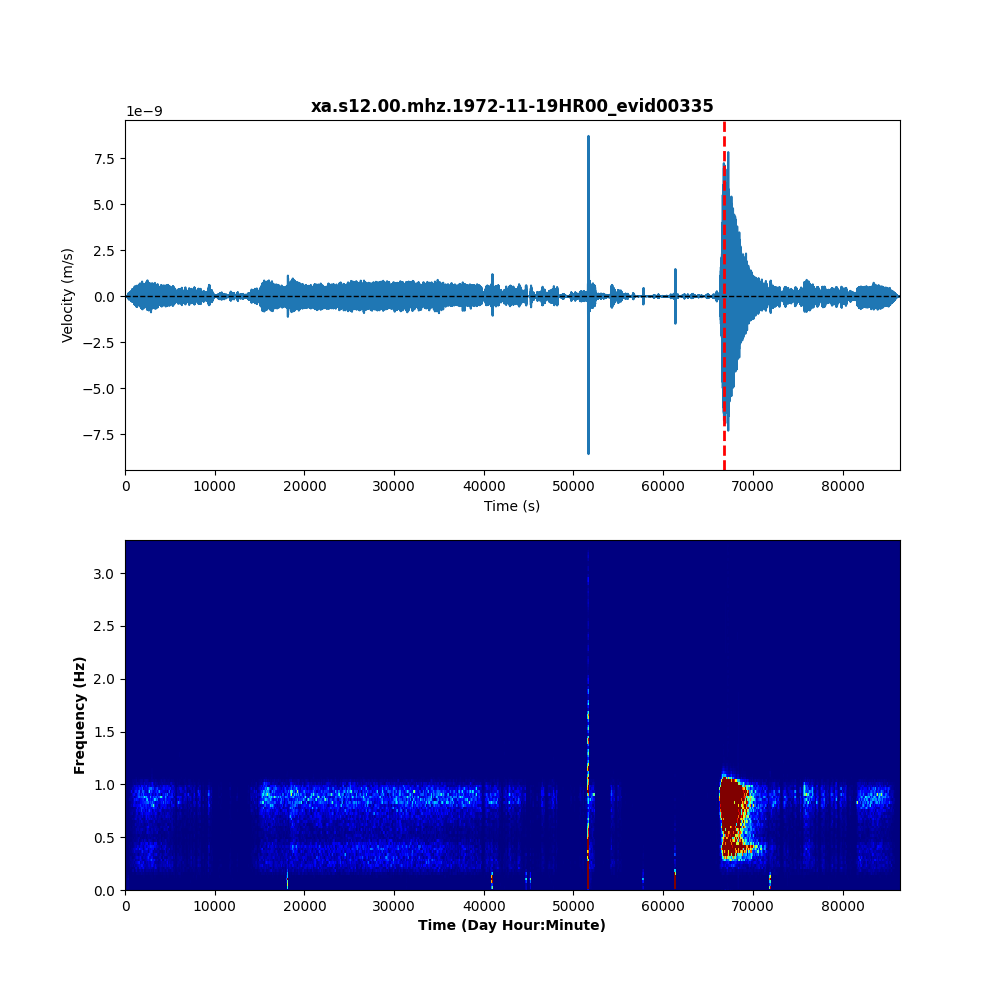 xa.s12.00.mhz.1972-11-19HR00_evid00335
1e−9
7.5
5.0
2.5
0.0
−2.5
−5.0
−7.5
Velocity (m/s)
0 10000 20000 30000 40000 50000 60000 70000 80000
Time (s)
3.0
2.5
2.0
1.5
1.0
0.5
0.0
Frequency (Hz)
0 10000 20000 30000 40000 50000 60000 70000 80000
Time (Day Hour:Minute)